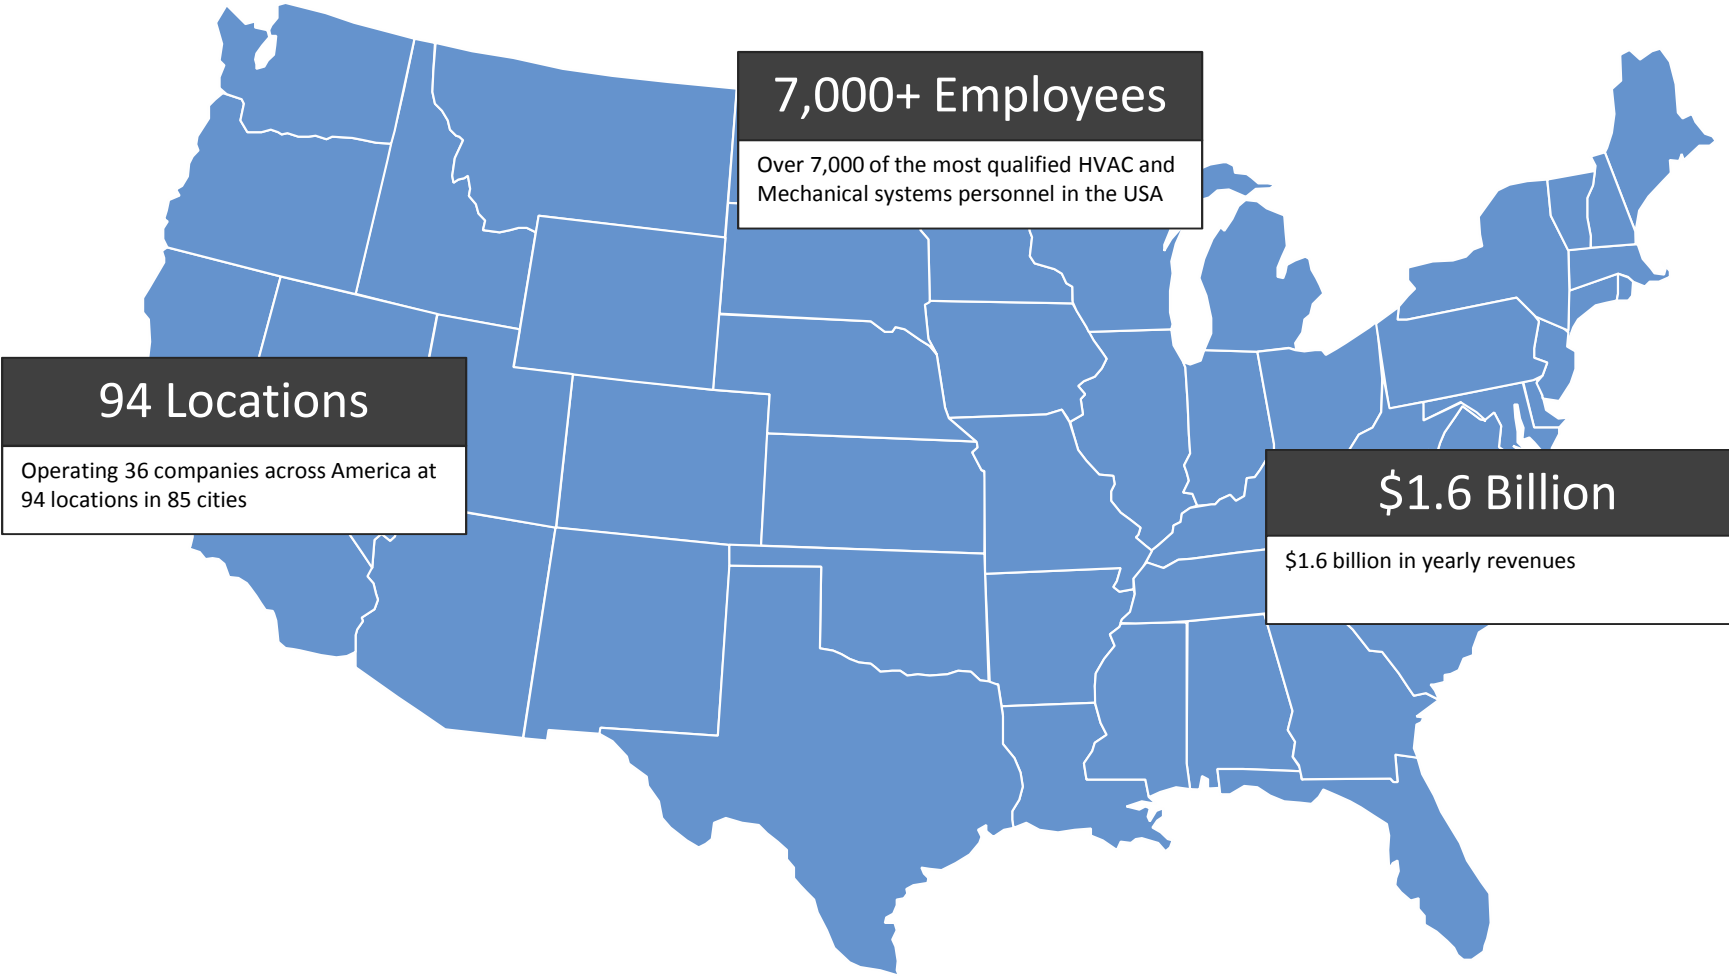 7,000+ Employees
Over 7,000 of the most qualified HVAC and
Mechanical systems personnel in the USA
94 Locations
Operating 36 companies across America at
94 locations in 85 cities
$1.6 Billion
$1.6 billion in yearly revenues